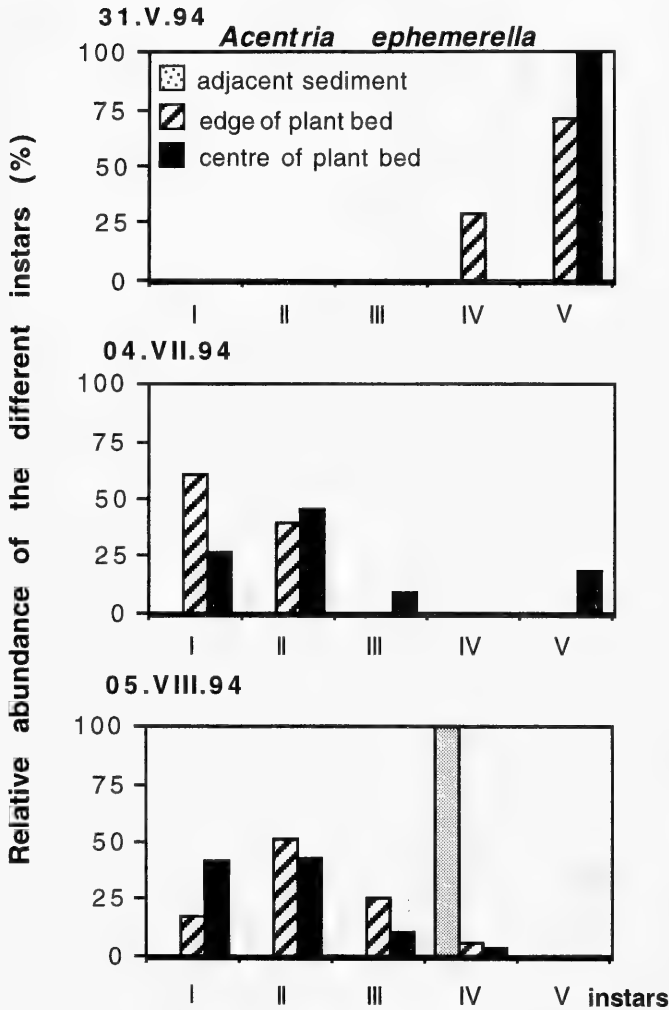 31.V.94
Acentria ephemerella
100
75
50
25
0
adjacent sediment
edge of plant bed
centre of plant bed
I II III IV V
04.VII.94
100
75
50
25
0
I II III IV V
05.VIII.94
100
75
50
25
0
I II III IV V instars
Relative abundance of the different instars (%)